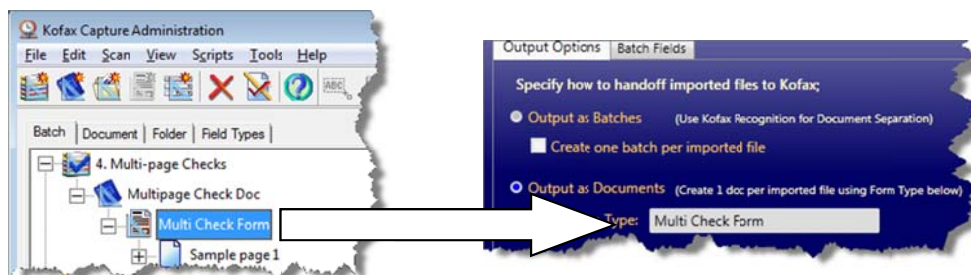 Kofax Capture Administration
File Edit Scan View Scripts Tools Help
ABC
Batch Document Folder Field Types
4. Multi-page Checks
Multipage Check Doc
Multi Check Form
Sample page 1
Output Options Batch Fields
Specify how to handoff imported files to Kofax;
Output as Batches (Use Kofax Recognition for Document Separation)
Create one batch per imported file
Output as Documents (Create 1 doc per imported file using Form Type below)
Type: Multi Check Form